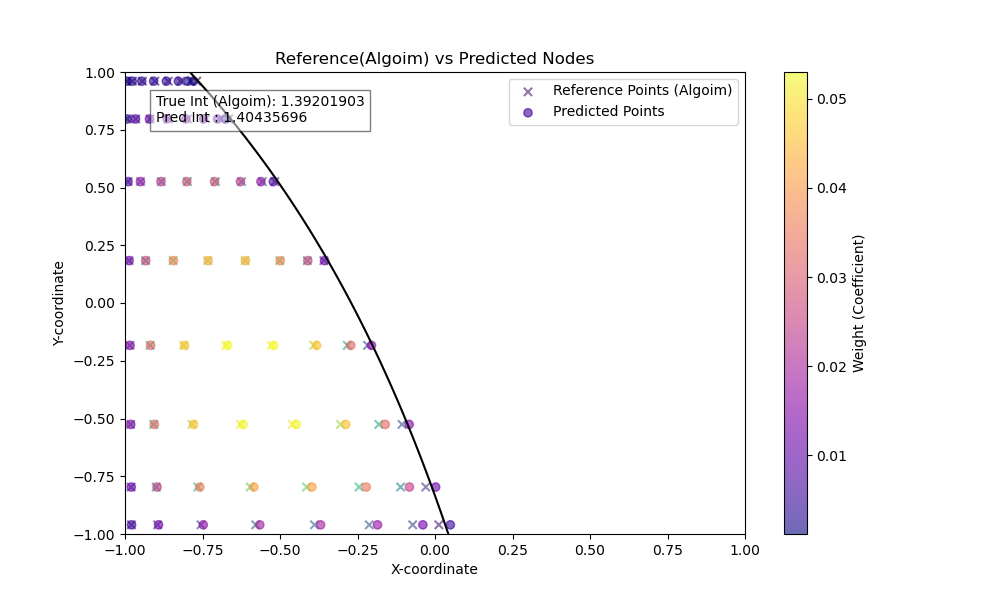 Reference(Algoim) vs Predicted Nodes
True Int (Algoim): 1.39201903
Pred Int : 1.40435696
Reference Points (Algoim)
Predicted Points
1.00
0.75
0.50
0.25
0.00
−0.25
−0.50
−0.75
−1.00
Y-coordinate
−1.00 −0.75 −0.50 −0.25 0.00 0.25 0.50 0.75 1.00
X-coordinate
0.05
0.04
0.03
0.02
0.01
Weight (Coefficient)